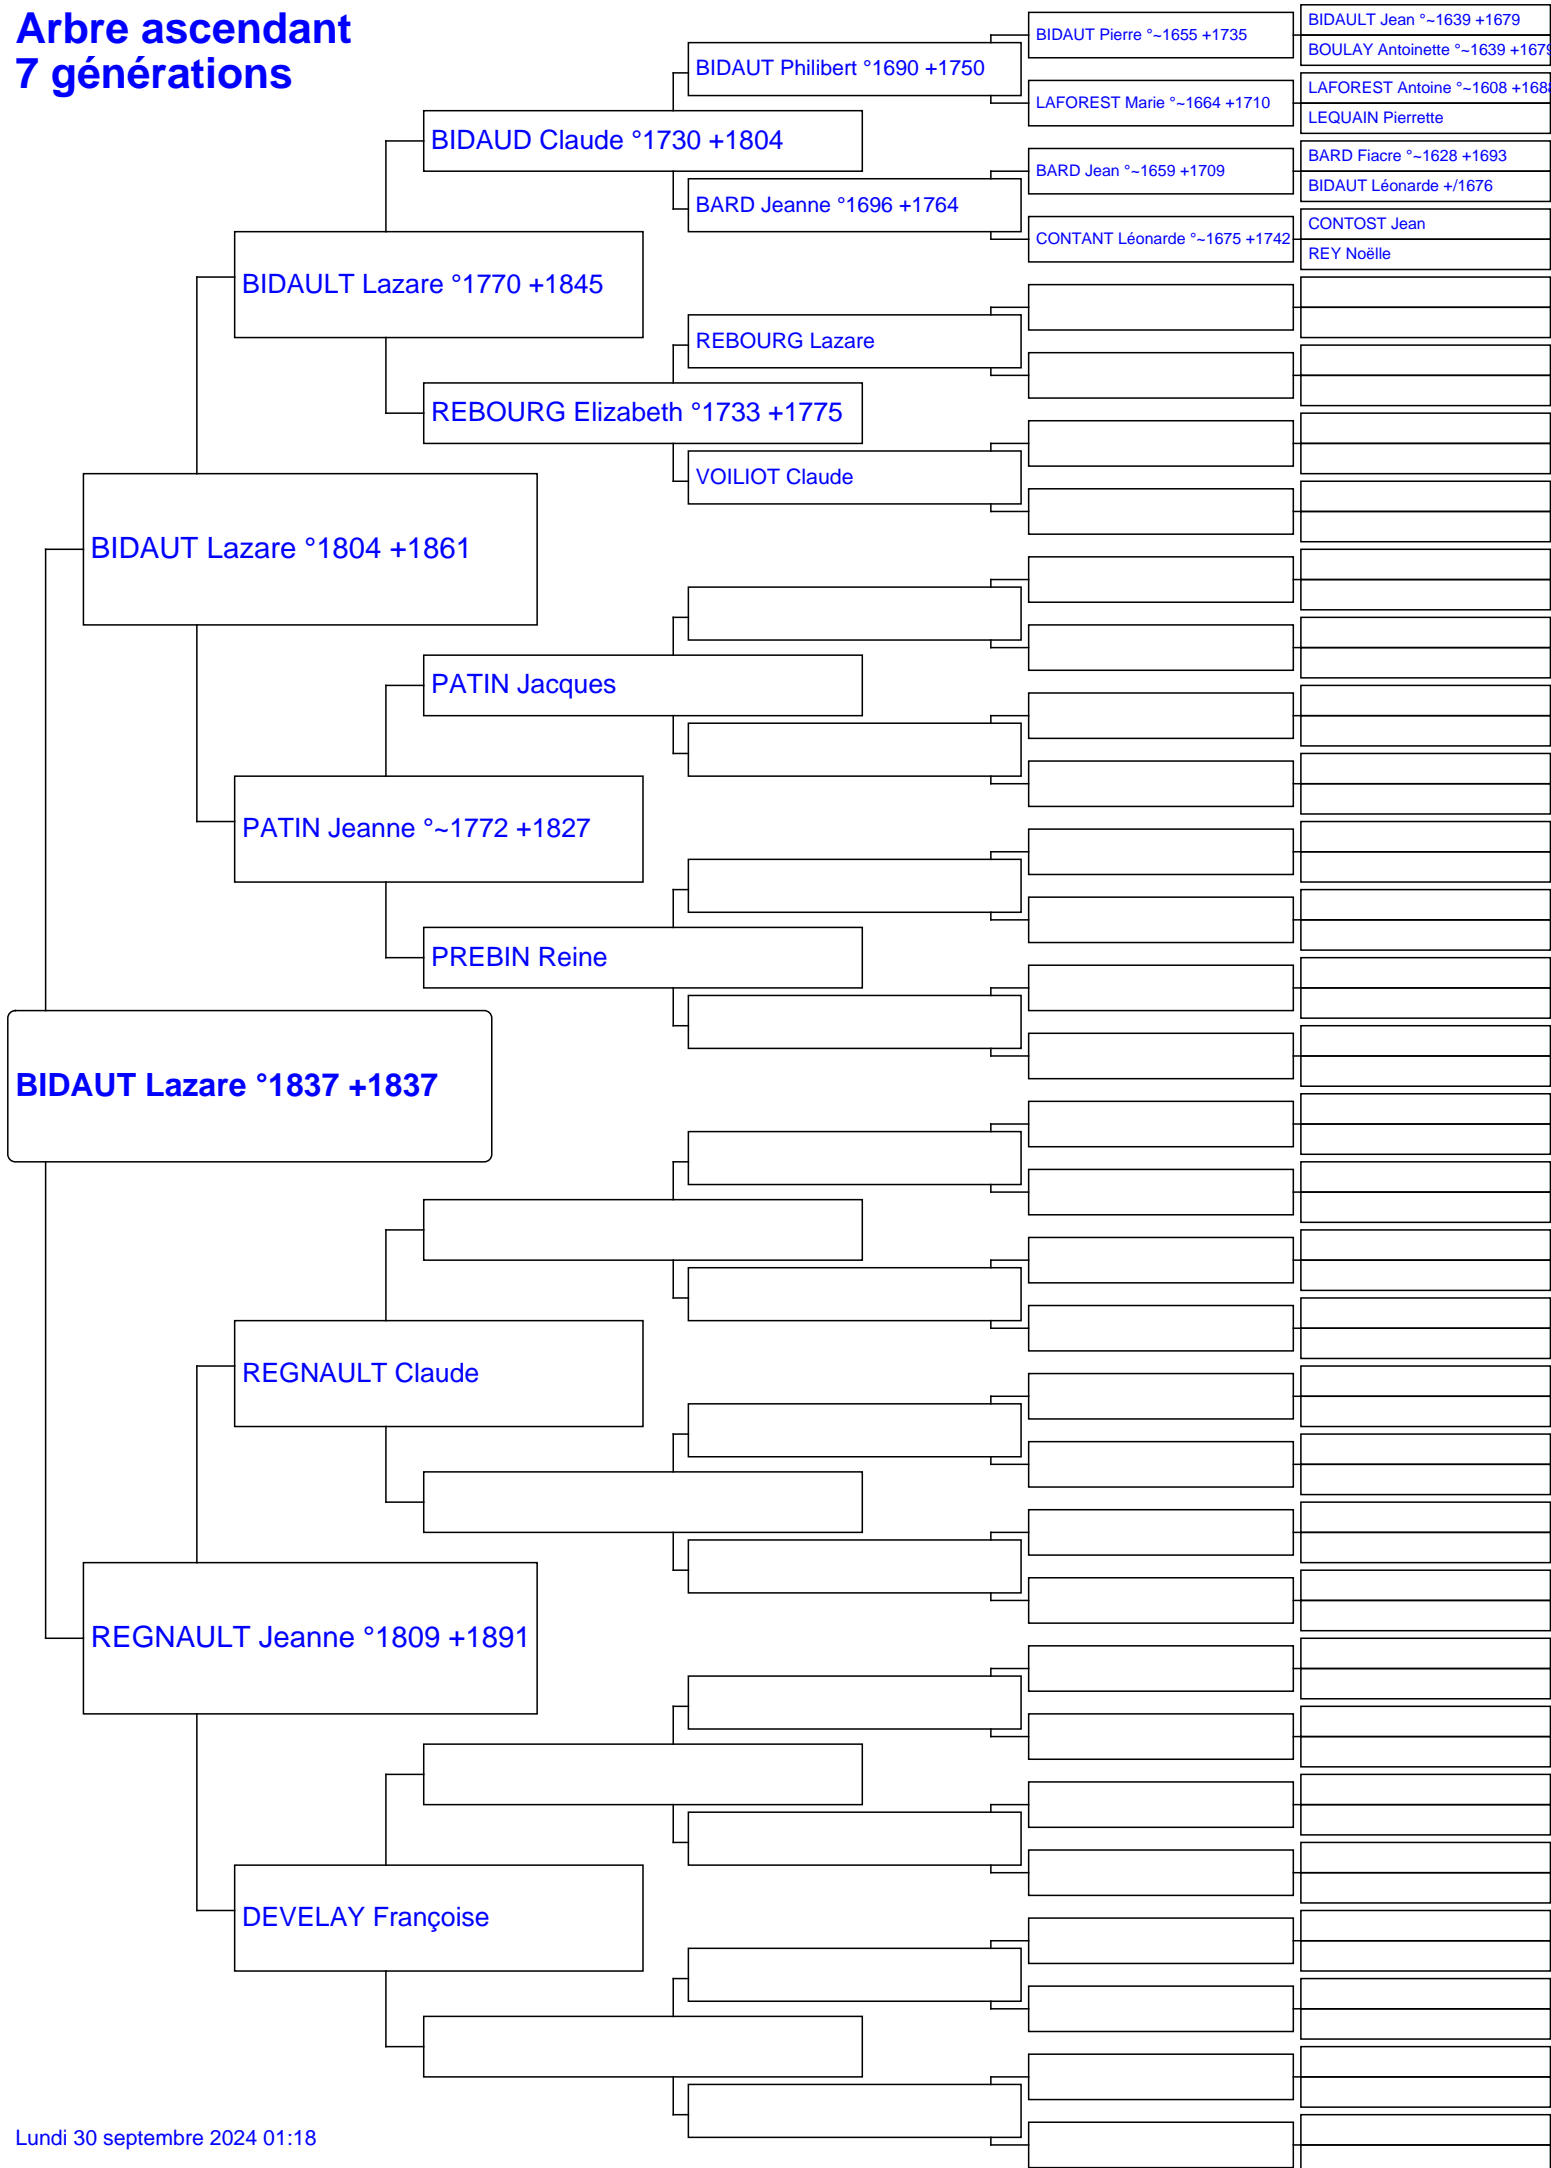 Arbre ascendant
7 générations
BIDAUT Lazare °1837 +1837
BIDAUT Lazare °1804 +1861
REGNAULT Jeanne °1809 +1891
BIDAULT Lazare °1770 +1845
PATIN Jeanne °~1772 +1827
REGNAULT Claude
DEVELAY Françoise
BIDAUD Claude °1730 +1804
REBOURG Elizabeth °1733 +1775
PATIN Jacques
PREBIN Reine
BIDAUT Philibert °1690 +1750
BARD Jeanne °1696 +1764
REBOURG Lazare
VOILIOT Claude
BIDAUT Pierre °~1655 +1735
LAFOREST Marie °~1664 +1710
BARD Jean °~1659 +1709
CONTANT Léonarde °~1675 +1742
BIDAULT Jean °~1639 +1679
BOULAY Antoinette °~1639 +1679
LAFOREST Antoine °~1608 +168
LEQUAIN Pierrette
BARD Fiacre °~1628 +1693
BIDAUT Léonarde +/1676
CONTOST Jean
REY Noëlle
Lundi 30 septembre 2024 01:18